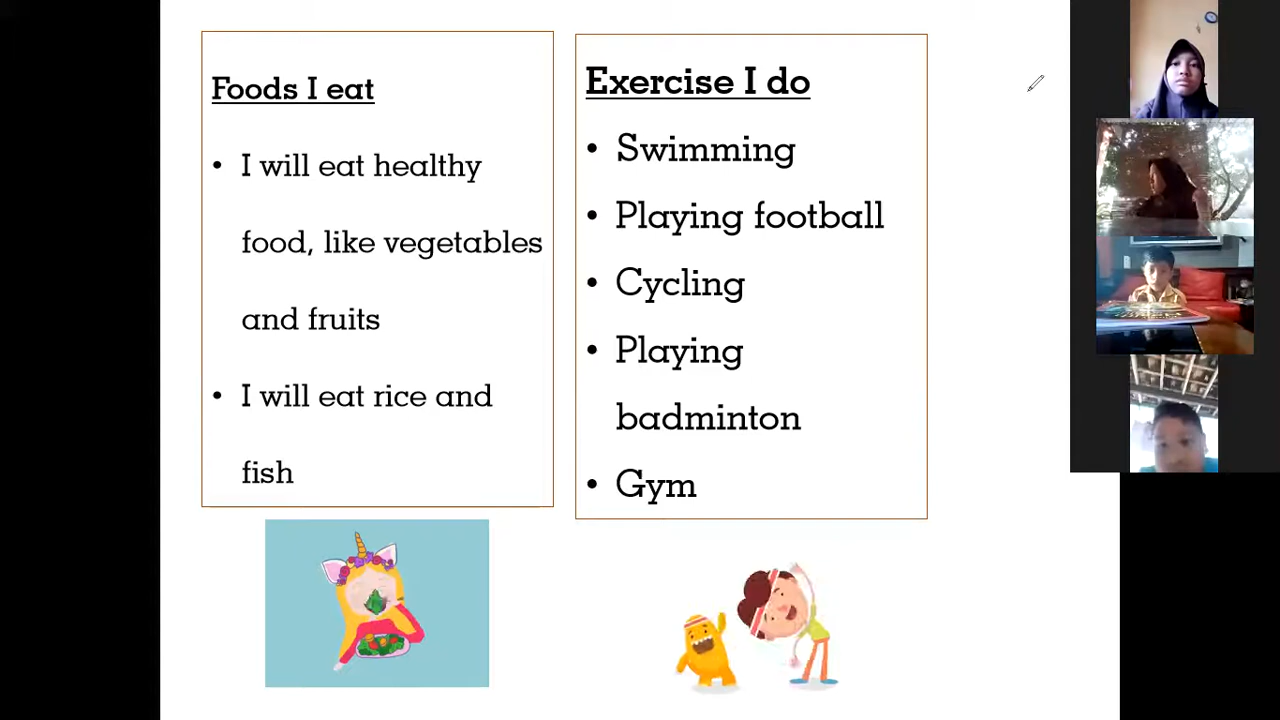 Foods I eat
• I will eat healthy
food, like vegetables
and fruits
• I will eat rice and
fish
Exercise I do
• Swimming
• Playing football
• Cycling
• Playing
badminton
• Gym